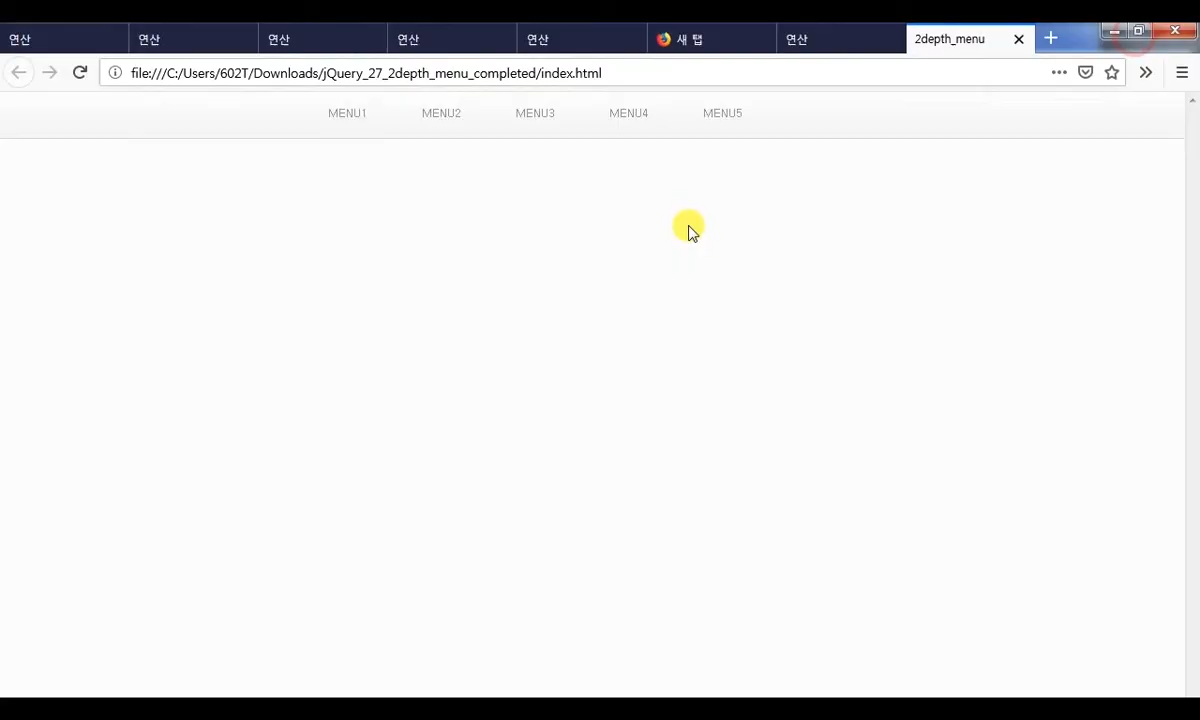 연산 연산 연산 연산 연산 새 탭 연산 2depth_menu
file:///C:/Users/602T/Downloads/jQuery_27_2depth_menu_completed/index.html
MENU1 MENU2 MENU3 MENU4 MENU5